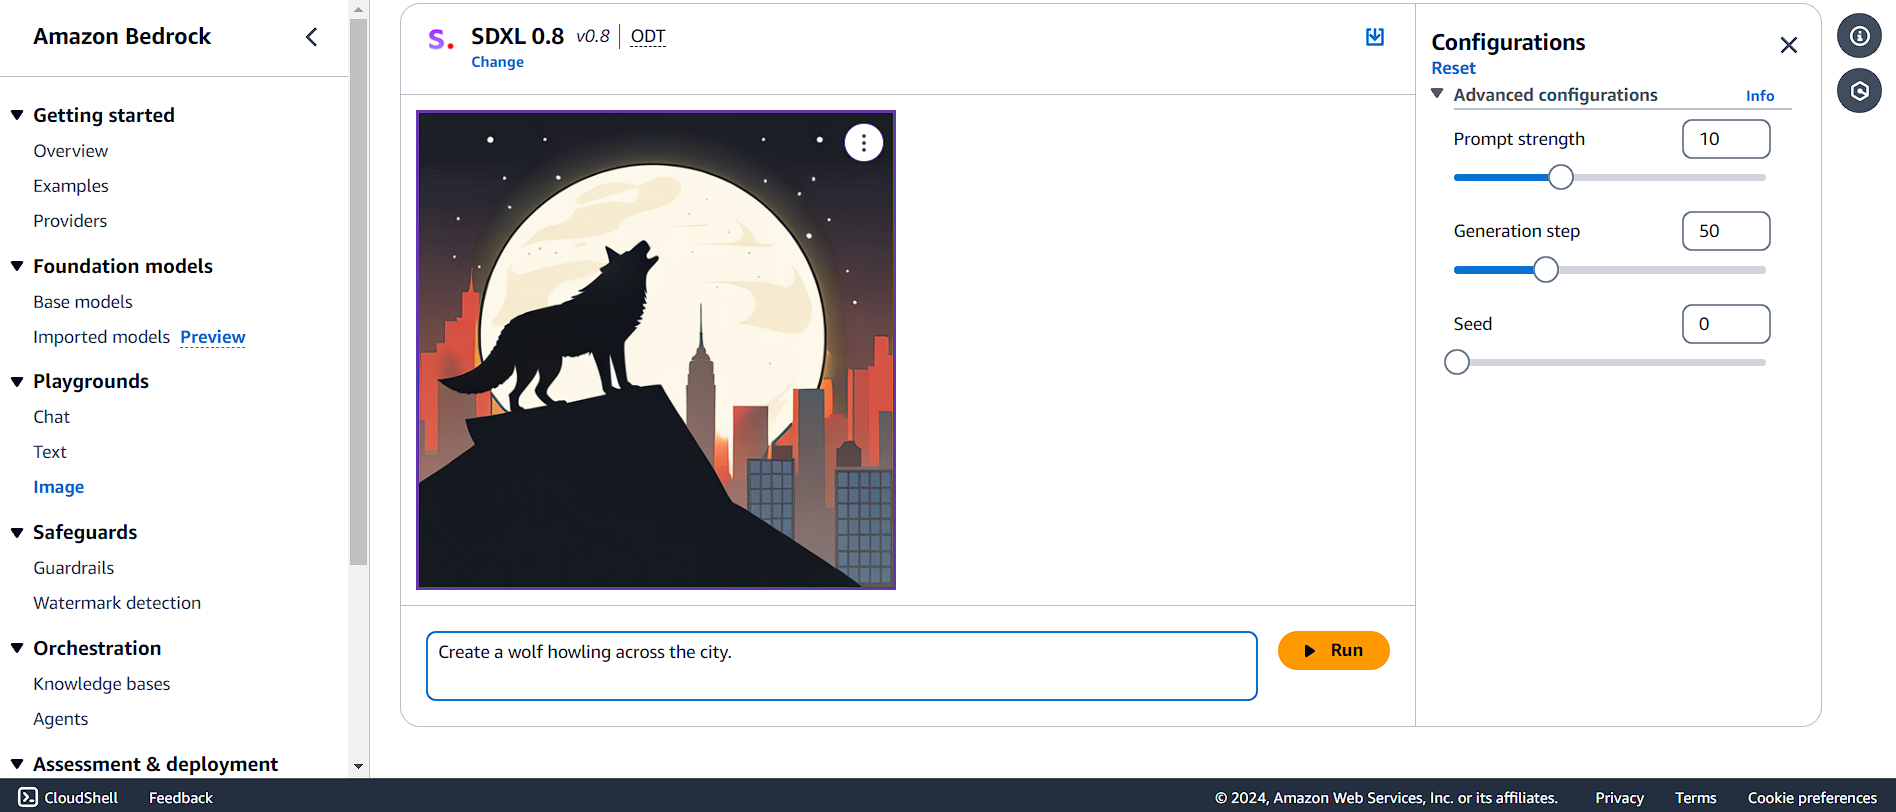 Amazon Bedrock
Getting started
Overview
Examples
Providers
Foundation models
Base models
Imported models Preview
Playgrounds
Chat
Text
Image
Safeguards
Guardrails
Watermark detection
Orchestration
Knowledge bases
Agents
Assessment & deployment
S. SDXL 0.8 v0.8 ODT
Change
Create a wolf howling across the city.
Run
Configurations
Reset
Advanced configurations Info
Prompt strength 10
Generation step 50
Seed 0
CloudShell Feedback © 2024, Amazon Web Services, Inc. or its affiliates. Privacy Terms Cookie preferences